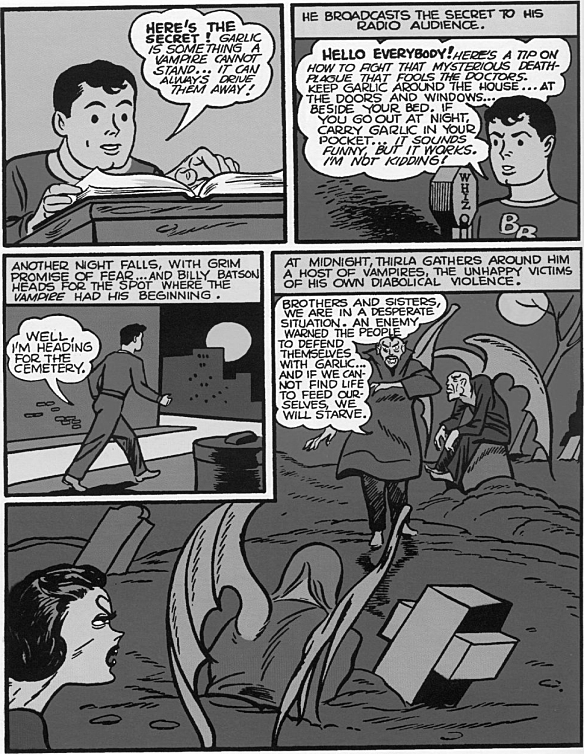 HERE'S THE
SECRET! GARLIC
IS SOMETHING A
VAMPIRE CANNOT
STAND... IT CAN
ALWAYS DRIVE
THEM AWAY!
HE BROADCASTS THE SECRET TO HIS
RADIO AUDIENCE.
HELLO EVERYBODY! HERE'S A TIP ON
HOW TO FIGHT THAT MYSTERIOUS DEATH-
PLAGUE THAT FOOLS THE DOCTORS.
KEEP GARLIC AROUND THE HOUSE... AT
THE DOORS AND WINDOWS...
BESIDE YOUR BED. IF
YOU GO OUT AT NIGHT,
CARRY GARLIC IN YOUR
POCKET... IT SOUNDS
FUNNY, BUT IT WORKS.
I'M NOT KIDDING!
WHIZ
BB
ANOTHER NIGHT FALLS, WITH GRIM
PROMISE OF FEAR... AND BILLY BATSON
HEADS FOR THE SPOT WHERE THE
VAMPIRE HAD HIS BEGINNING.
WELL,
I'M HEADING
FOR THE
CEMETERY.
AT MIDNIGHT, THIRLA GATHERS AROUND HIM
A HOST OF VAMPIRES, THE UNHAPPY VICTIMS
OF HIS OWN DIABOLICAL VIOLENCE.
BROTHERS AND SISTERS,
WE ARE IN A DESPERATE
SITUATION. AN ENEMY
WARNED THE PEOPLE
TO DEFEND
THEMSELVES
WITH GARLIC...
AND IF WE CAN-
NOT FIND LIFE
TO FEED OUR-
SELVES, WE
WILL STARVE.